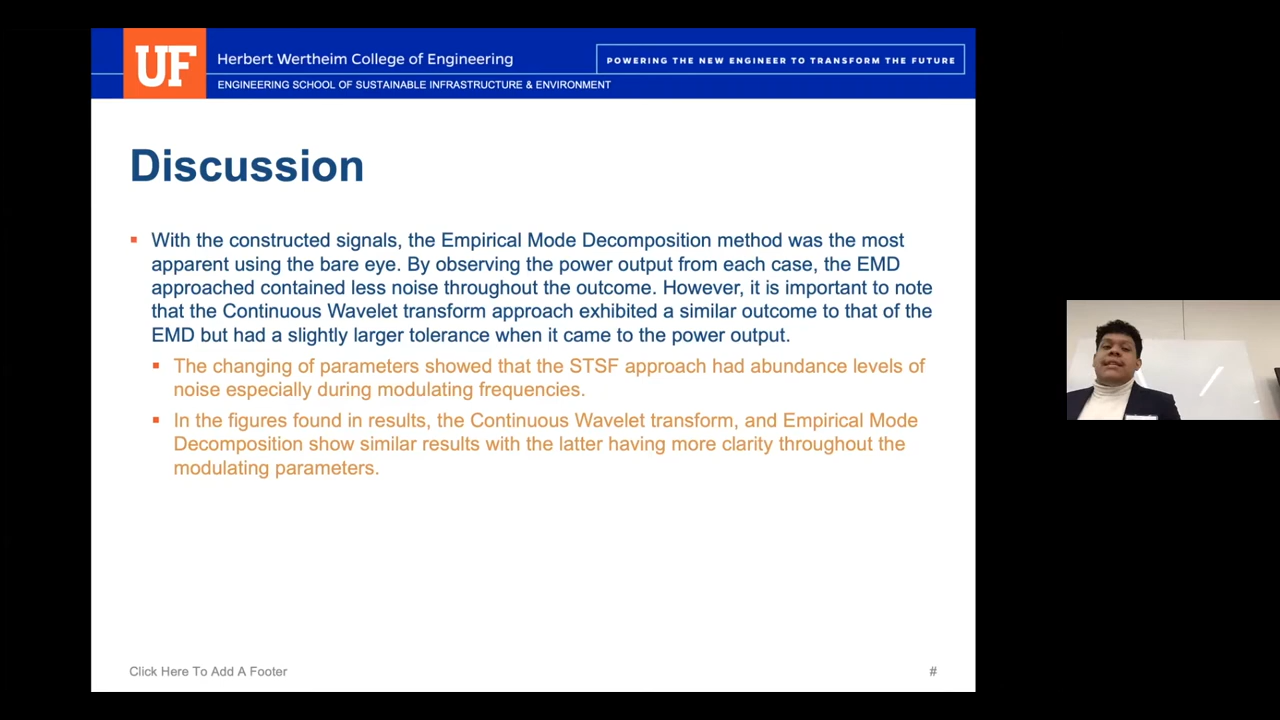 UF
Herbert Wertheim College of Engineering
POWERING THE NEW ENGINEER TO TRANSFORM THE FUTURE
ENGINEERING SCHOOL OF SUSTAINABLE INFRASTRUCTURE & ENVIRONMENT
Discussion
With the constructed signals, the Empirical Mode Decomposition method was the most
apparent using the bare eye. By observing the power output from each case, the EMD
approached contained less noise throughout the outcome. However, it is important to note
that the Continuous Wavelet transform approach exhibited a similar outcome to that of the
EMD but had a slightly larger tolerance when it came to the power output.
The changing of parameters showed that the STSF approach had abundance levels of
noise especially during modulating frequencies.
In the figures found in results, the Continuous Wavelet transform, and Empirical Mode
Decomposition show similar results with the latter having more clarity throughout the
modulating parameters.
Click Here To Add A Footer
#